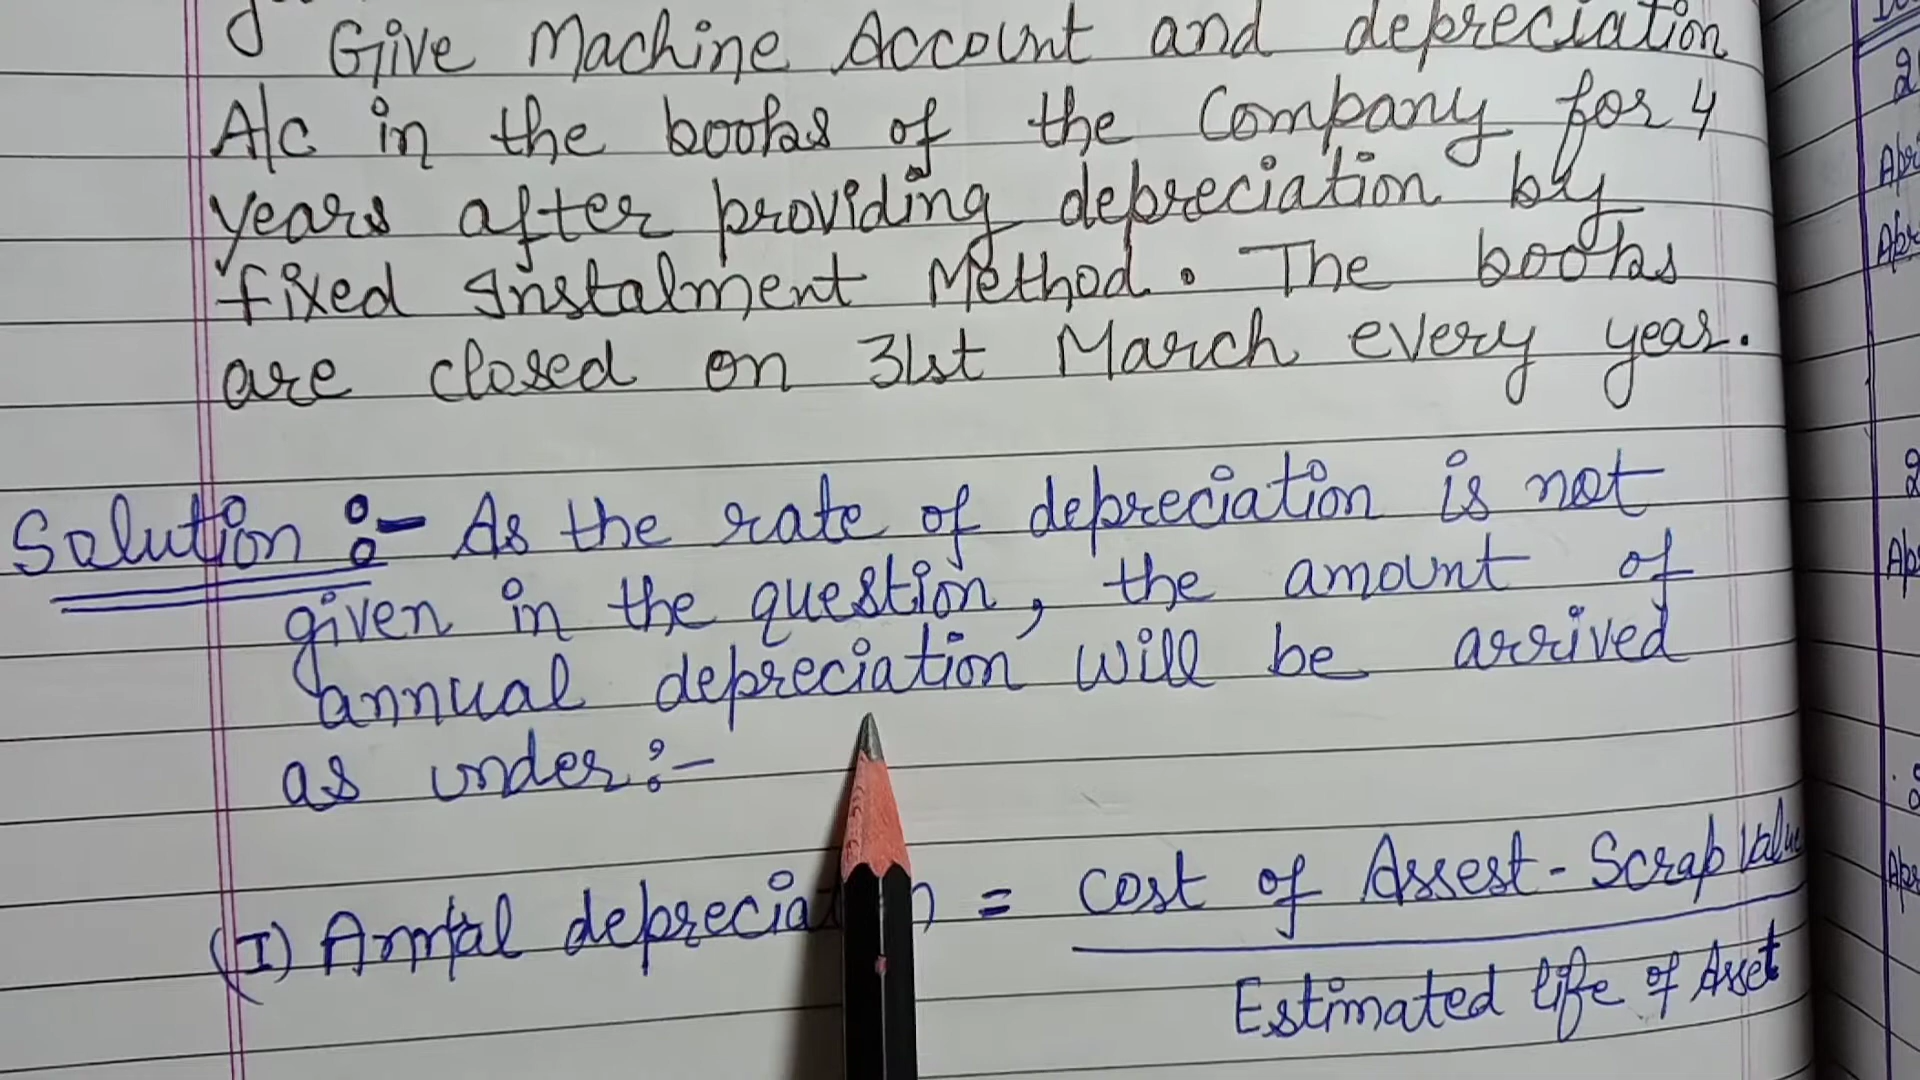 Give Machine Account and depreciation
A/c in the books of the Company for 4
years after providing depreciation by
fixed Instalment Method. The books
are closed on 31st March every year.
Solution :- As the rate of depreciation is not
given in the question, the amount of
annual depreciation will be arrived
as under :-
(I) Annual = cost of Assest - Scrap Value
Estimated life of Asset